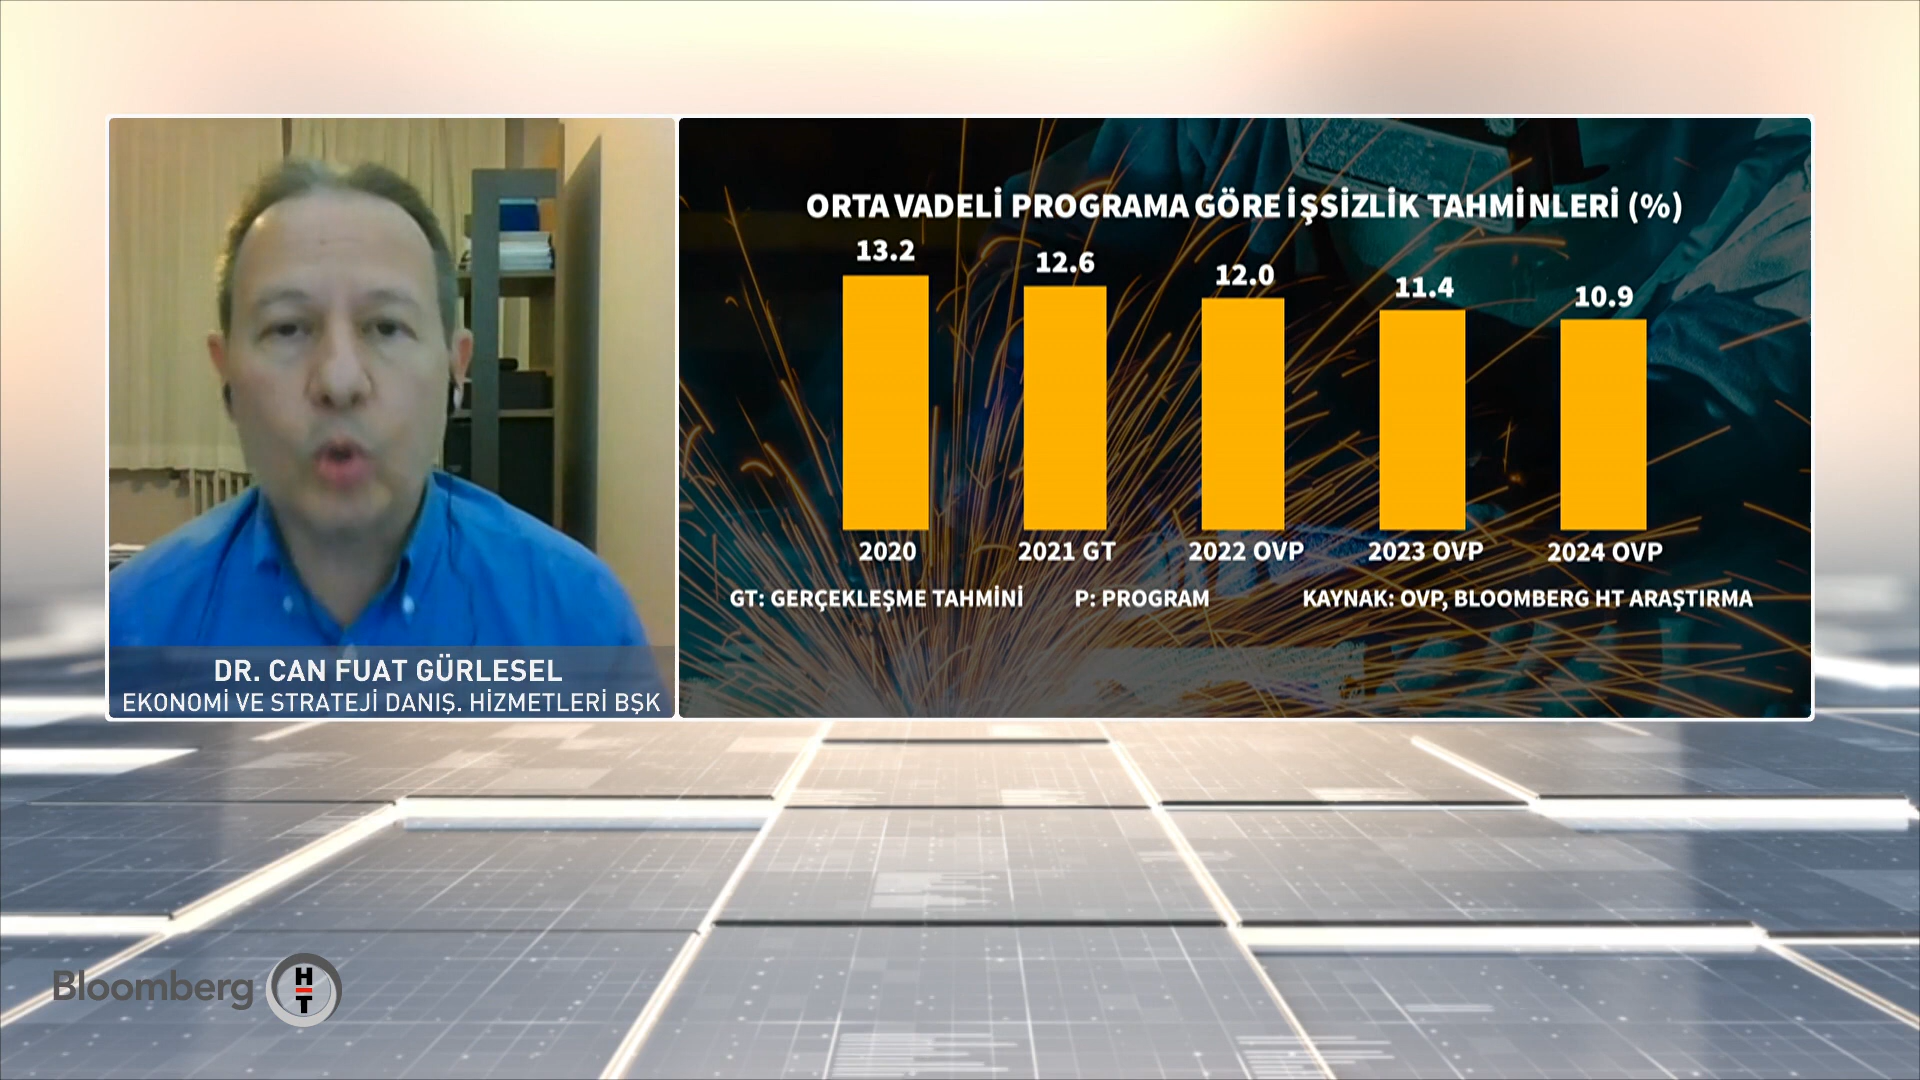 ORTA VADELİ PROGRAMA GÖRE İŞSİZLİK TAHMİNLERİ (%)
13.2
12.6
12.0
11.4
10.9
2020
2021 GT
2022 OVP
2023 OVP
2024 OVP
GT: GERÇEKLEŞME TAHMİNİ
P: PROGRAM
KAYNAK: OVP, BLOOMBERG HT ARAŞTIRMA
DR. CAN FUAT GÜRLESEL
EKONOMİ VE STRATEJİ DANIŞ. HİZMETLERİ BŞK
Bloomberg HT